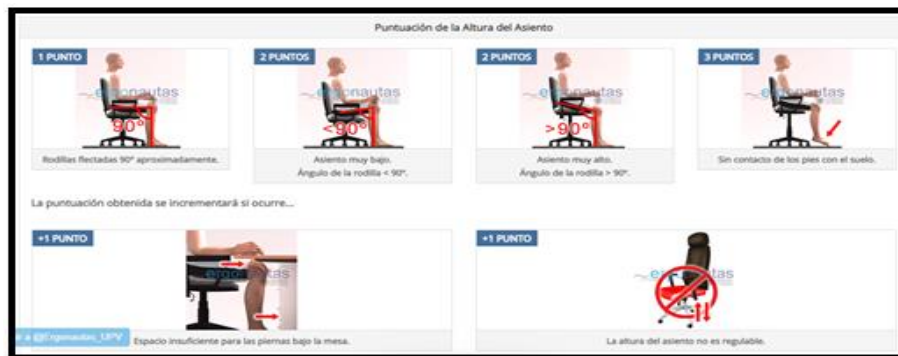 Puntuación de la Altura del Asiento
1 PUNTO
2 PUNTOS
2 PUNTOS
3 PUNTOS
ergonautas
ergonautas
ergonautas
ergonautas
90°
<90°
>90°
Rodillas flectadas 90° aproximadamente.
Asiento muy bajo.
Ángulo de la rodilla < 90°.
Asiento muy alto.
Ángulo de la rodilla > 90°.
Sin contacto de los pies con el suelo.
La puntuación obtenida se incrementará si ocurre...
+1 PUNTO
+1 PUNTO
ergonautas
ergonautas
a @Ergonautas_UPV
Espacio insuficiente para las piernas bajo la mesa.
La altura del asiento no es regulable.